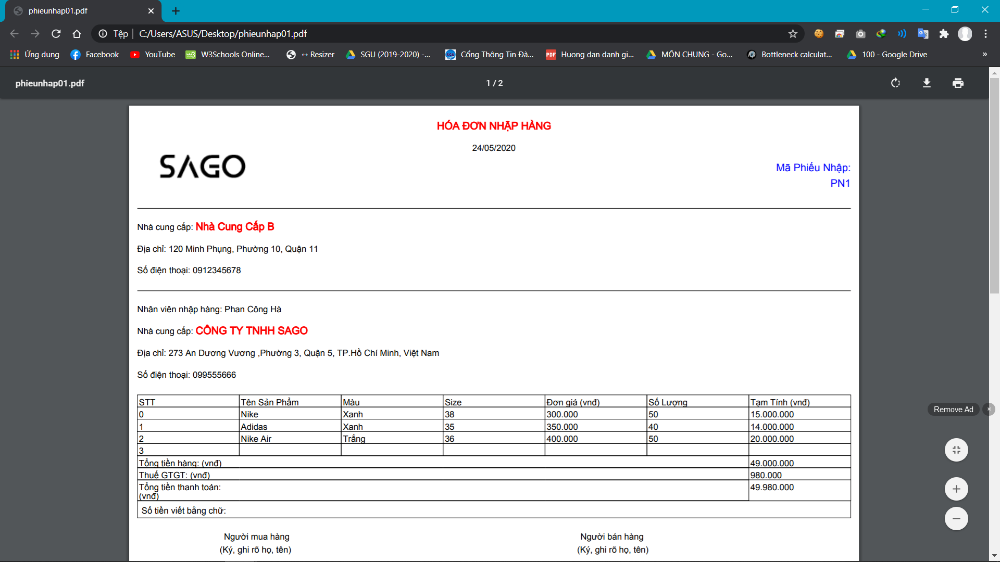 phieunhap01.pdf
Tệp C:/Users/ASUS/Desktop/phieunhap01.pdf
Ứng dụng Facebook YouTube W3Schools Online... ↔ Resizer SGU (2019-2020) -... Cổng Thông Tin Đà... Huong dan danh gi... MÔN CHUNG - Go... Bottleneck calculat... 100 - Google Drive »
phieunhap01.pdf 1 / 2
HÓA ĐƠN NHẬP HÀNG
24/05/2020
SAGO
Mã Phiếu Nhập:
PN1
Nhà cung cấp: Nhà Cung Cấp B
Địa chỉ: 120 Minh Phụng, Phường 10, Quận 11
Số điện thoại: 0912345678
Nhân viên nhập hàng: Phan Công Hà
Nhà cung cấp: CÔNG TY TNHH SAGO
Địa chỉ: 273 An Dương Vương ,Phường 3, Quận 5, TP.Hồ Chí Minh, Việt Nam
Số điện thoại: 099555666
STT Tên Sản Phẩm Màu Size Đơn giá (vnđ) Số Lượng Tạm Tính (vnđ)
0 Nike Xanh 38 300.000 50 15.000.000
1 Adidas Xanh 35 350.000 40 14.000.000
2 Nike Air Trắng 36 400.000 50 20.000.000
3
Tổng tiền hàng: (vnđ) 49.000.000
Thuế GTGT: (vnđ) 980.000
Tổng tiền thanh toán: 49.980.000
(vnđ)
Số tiền viết bằng chữ:
Người mua hàng Người bán hàng
(Ký, ghi rõ họ, tên) (Ký, ghi rõ họ, tên)
Remove Ad